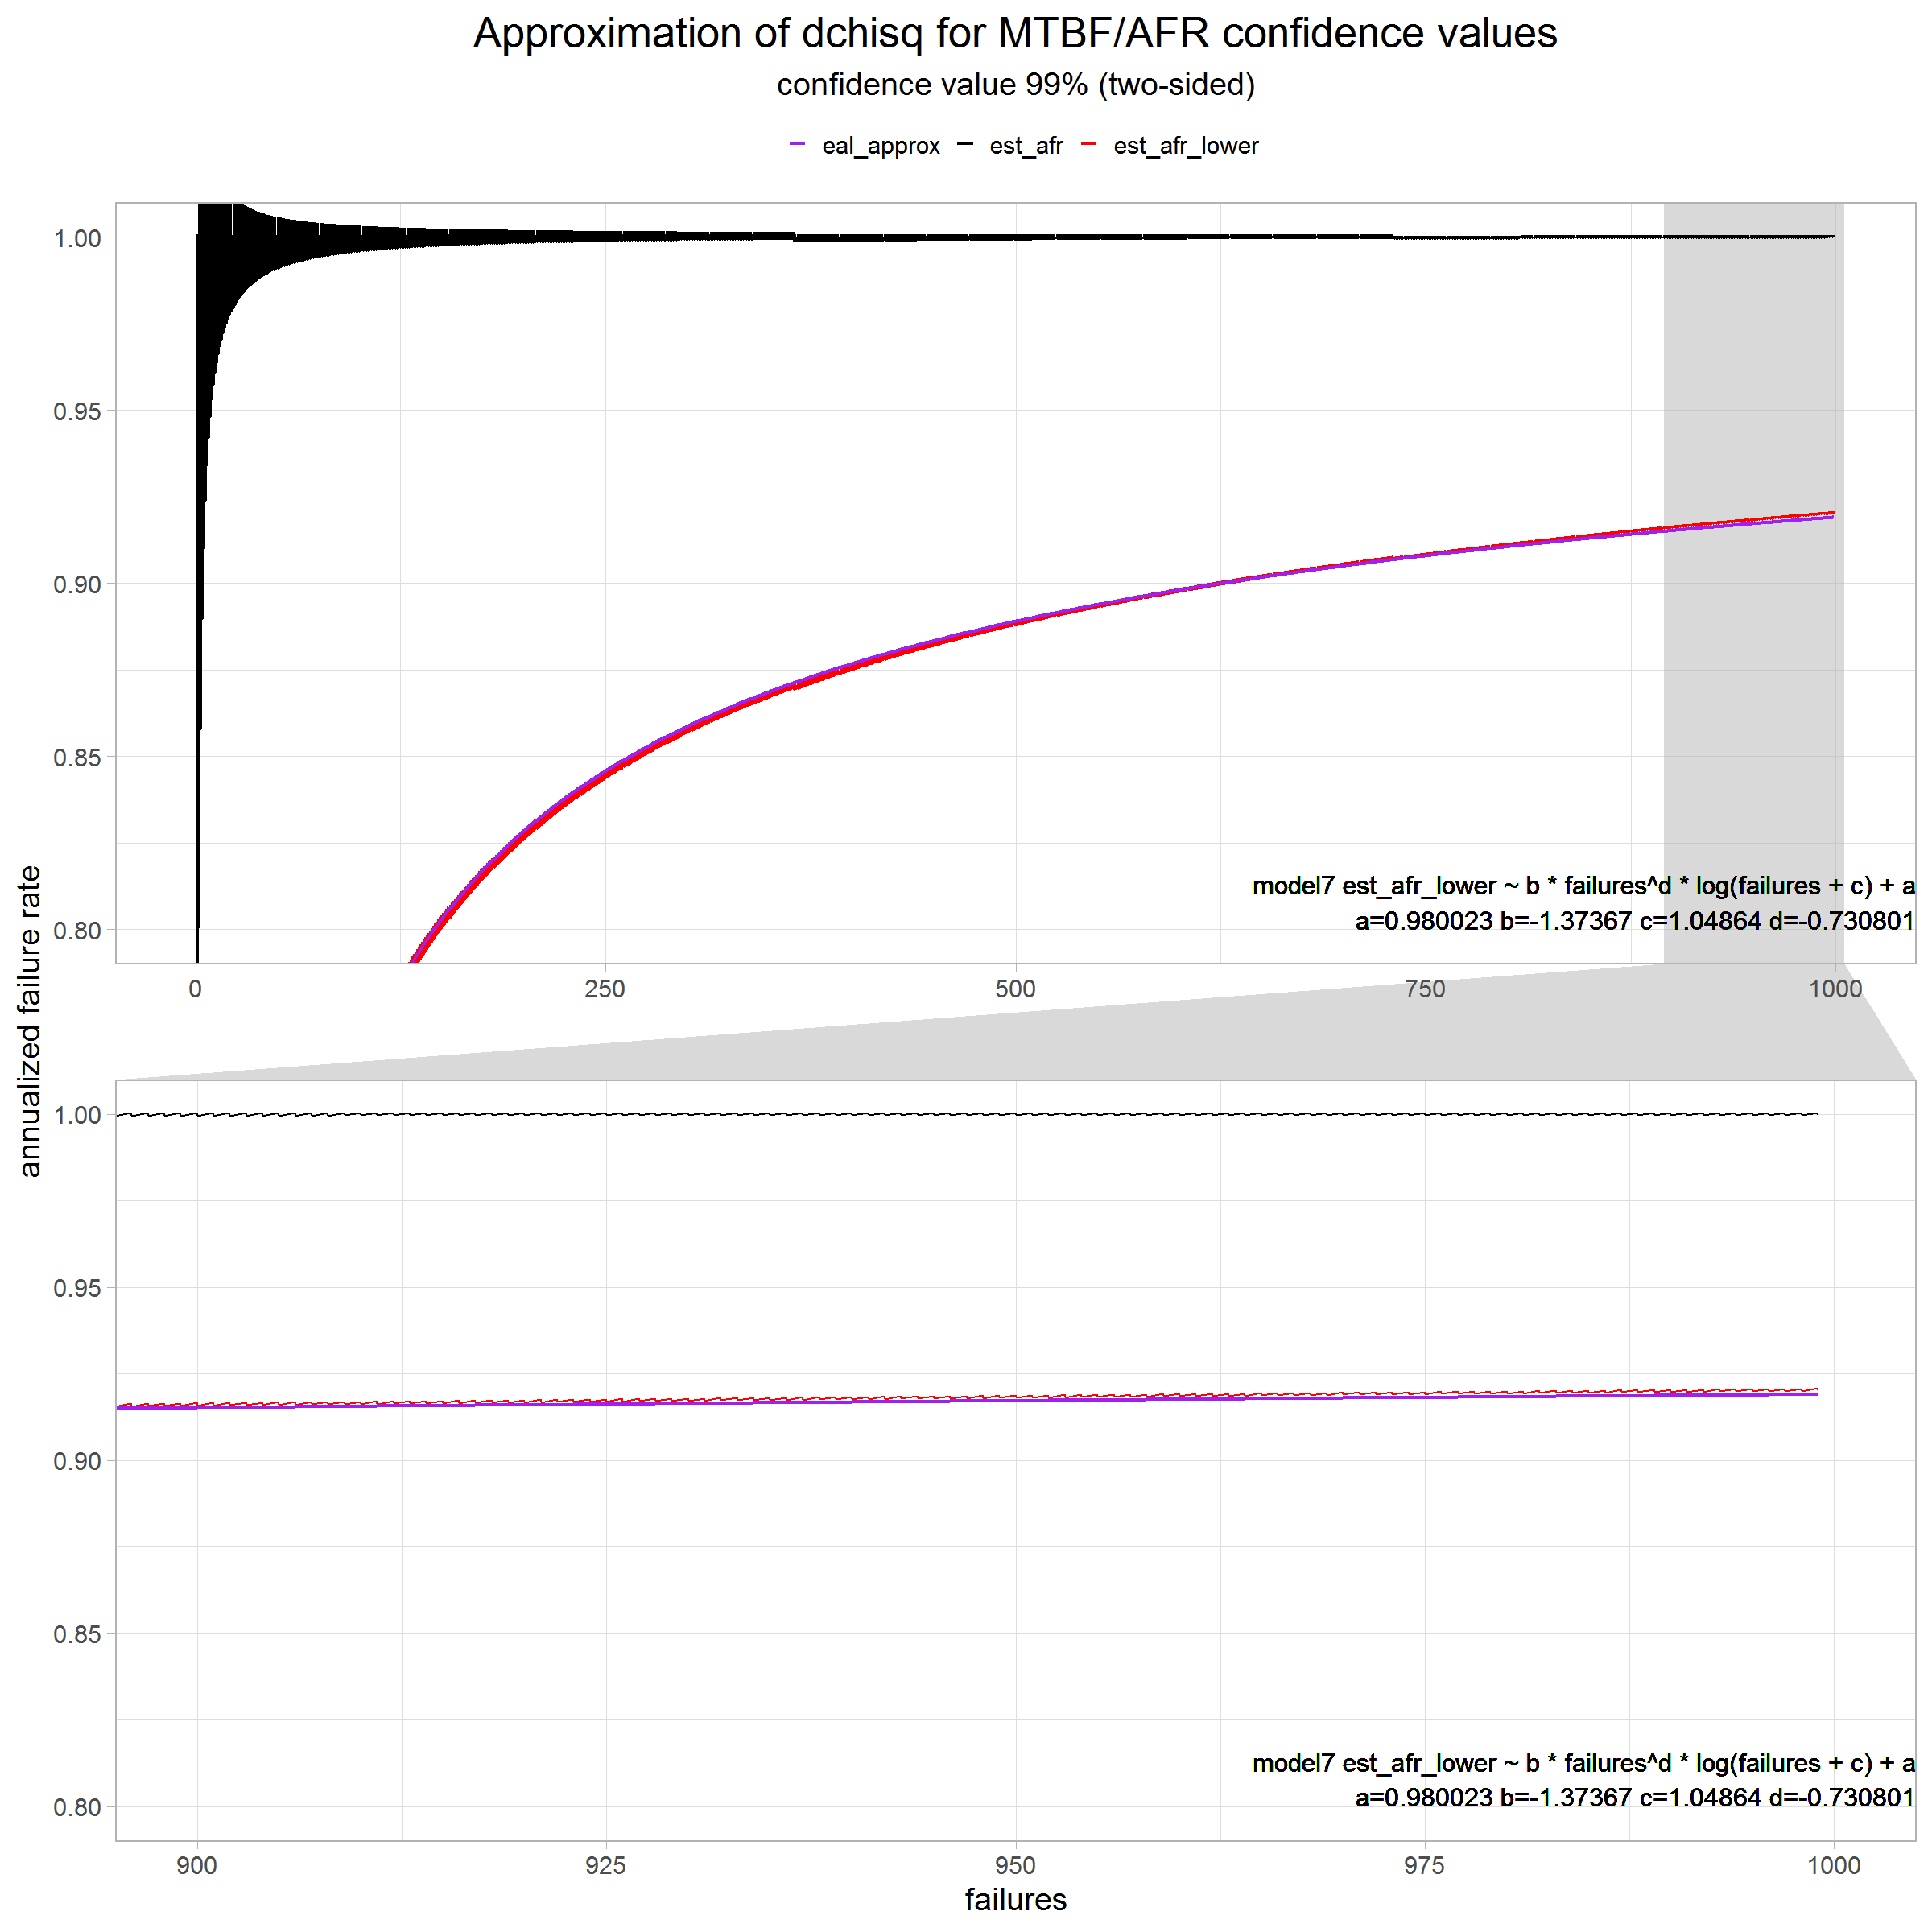 Approximation of dchisq for MTBF/AFR confidence values
confidence value 99% (two-sided)
eal_approx est_afr est_afr_lower
annualized failure rate
1.00
0.95
0.90
0.85
0.80
model7 est_afr_lower ~ b * failures^d * log(failures + c) + a
a=0.980023 b=-1.37367 c=1.04864 d=-0.730801
0 250 500 750 1000
1.00
0.95
0.90
0.85
0.80
model7 est_afr_lower ~ b * failures^d * log(failures + c) + a
a=0.980023 b=-1.37367 c=1.04864 d=-0.730801
900 925 950 975 1000
failures